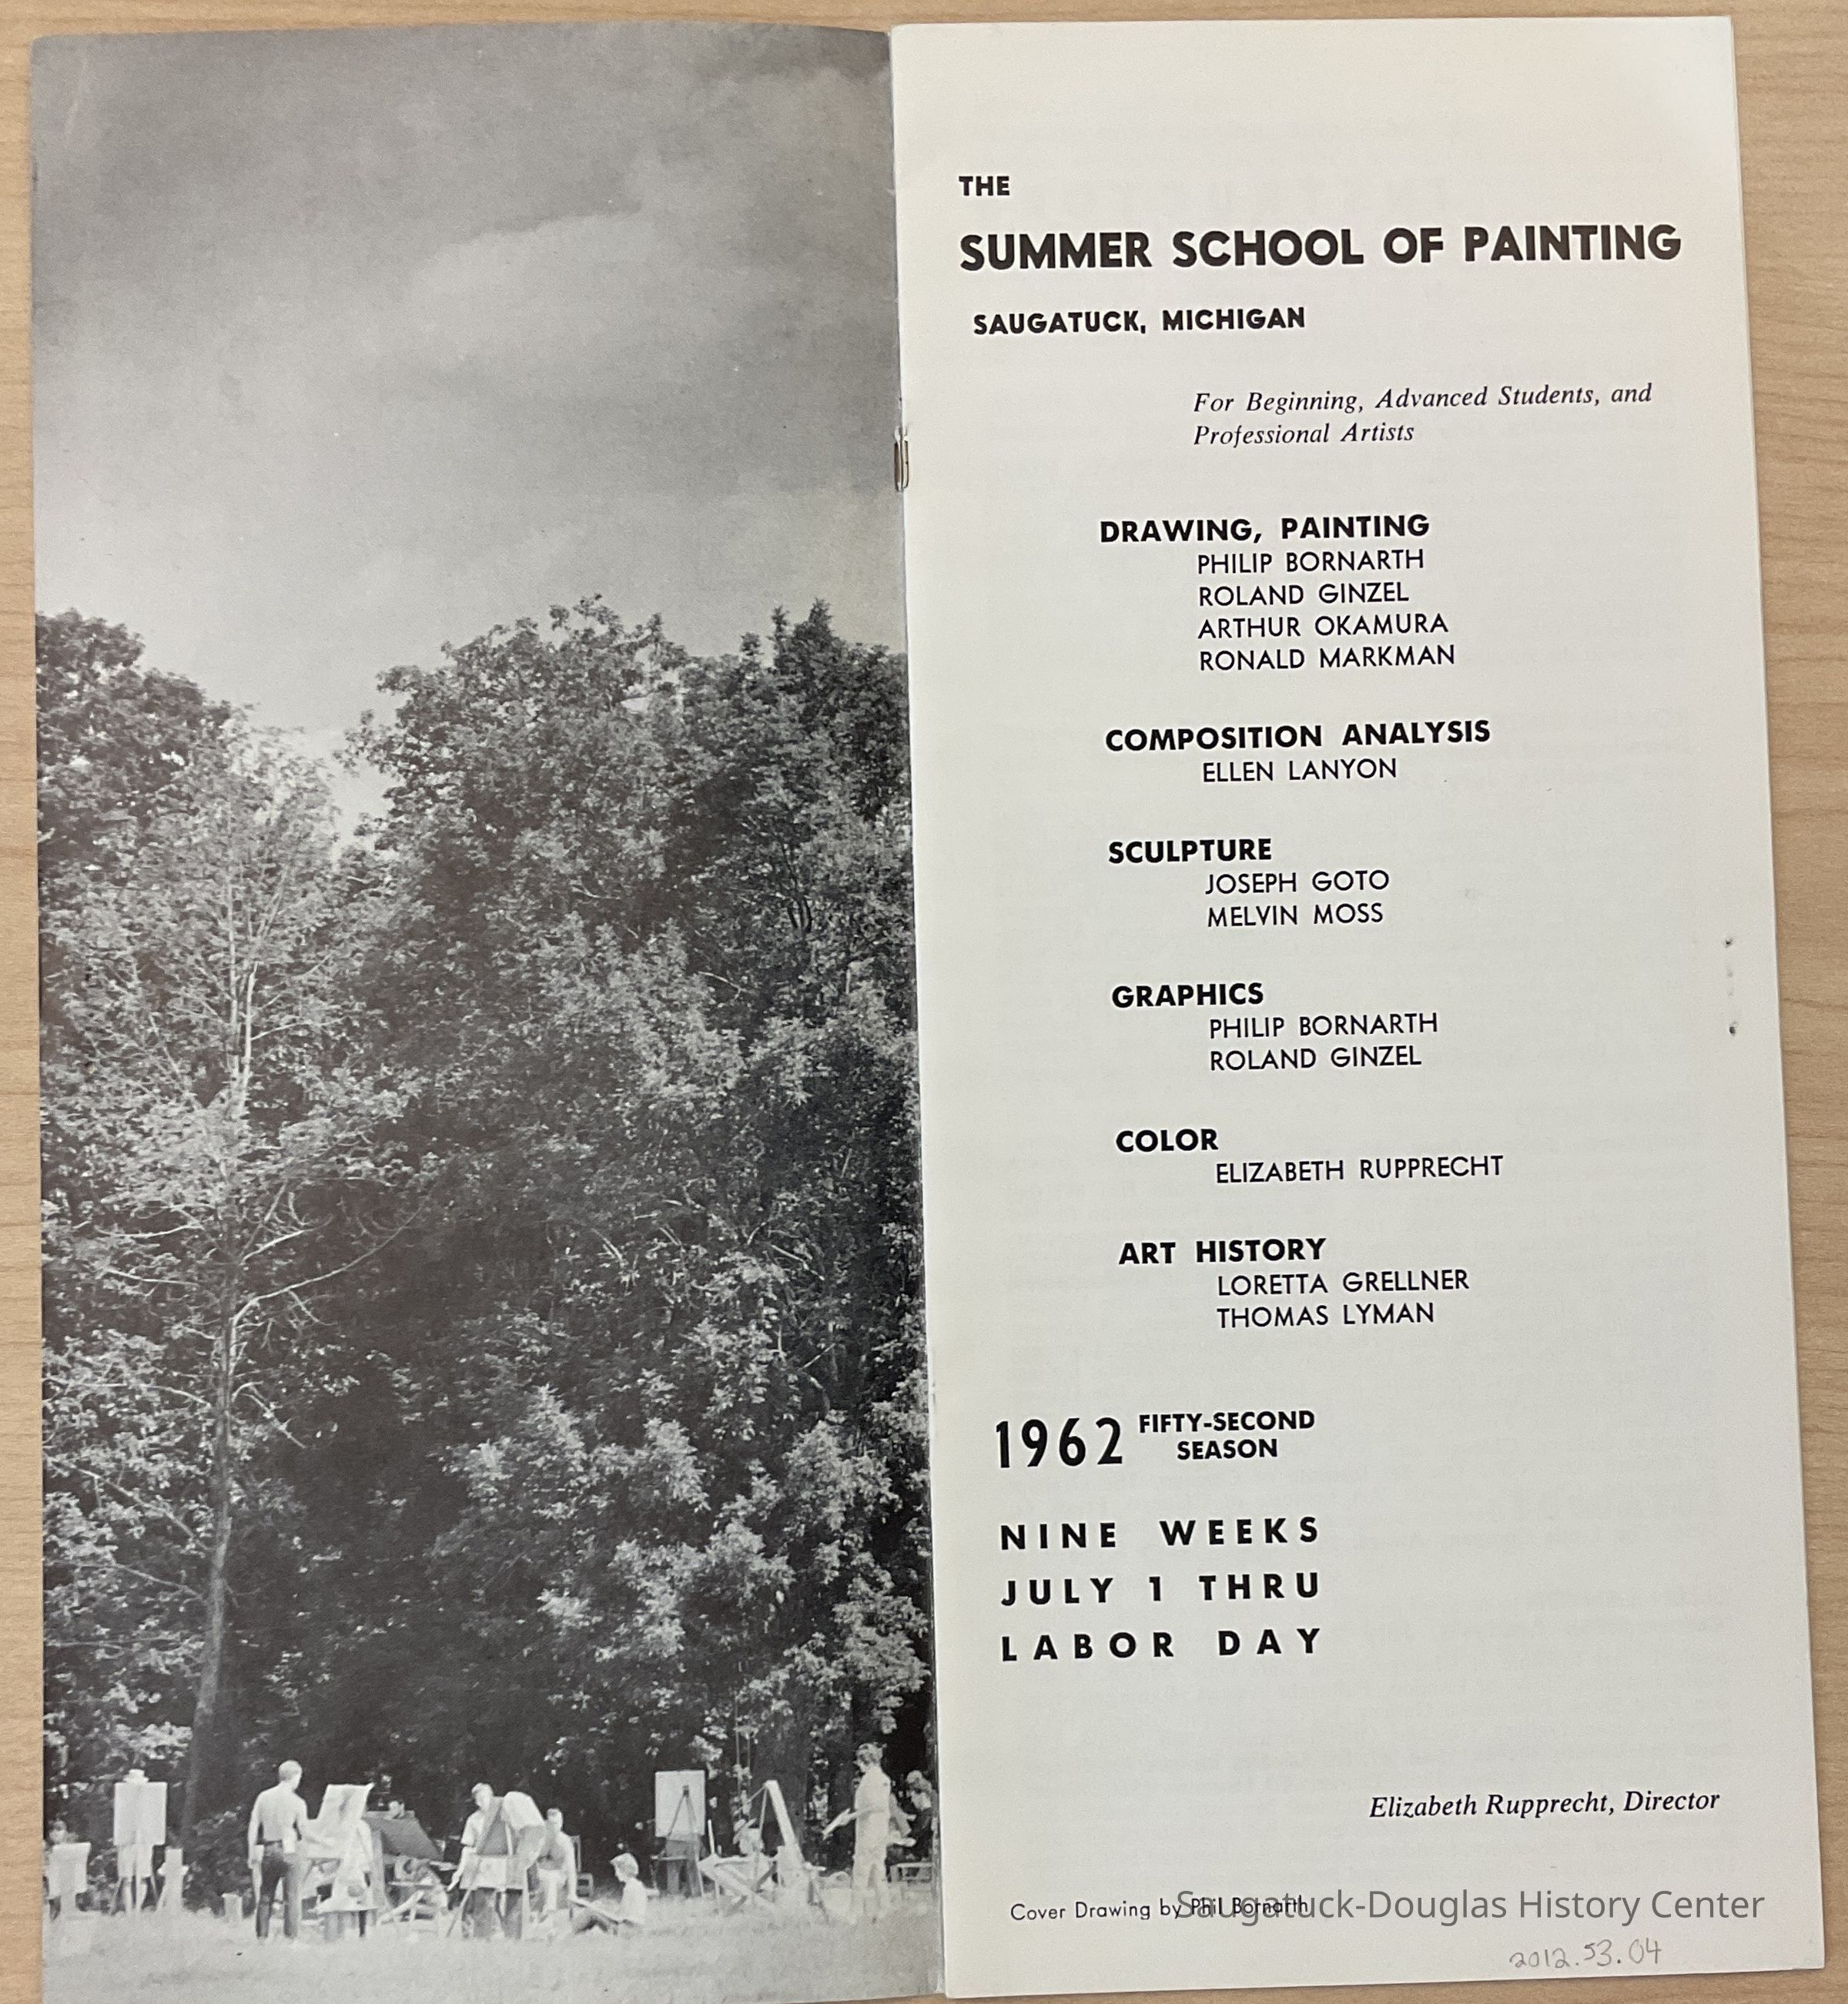 THE
SUMMER SCHOOL OF PAINTING
SAUGATUCK, MICHIGAN
For Beginning, Advanced Students, and
Professional Artists
DRAWING, PAINTING
PHILIP BORNARTH
ROLAND GINZEL
ARTHUR OKAMURA
RONALD MARKMAN
COMPOSITION ANALYSIS
ELLEN LANYON
SCULPTURE
JOSEPH GOTO
MELVIN MOSS
GRAPHICS
PHILIP BORNARTH
ROLAND GINZEL
COLOR
ELIZABETH RUPPRECHT
ART HISTORY
LORETTA GRELLNER
THOMAS LYMAN
1962 FIFTY-SECOND
SEASON
NINE WEEKS
JULY 1 THRU
LABOR DAY
Elizabeth Rupprecht, Director
Cover Drawing by Phil Bornarth
Saugatuck-Douglas History Center
2012.53.04